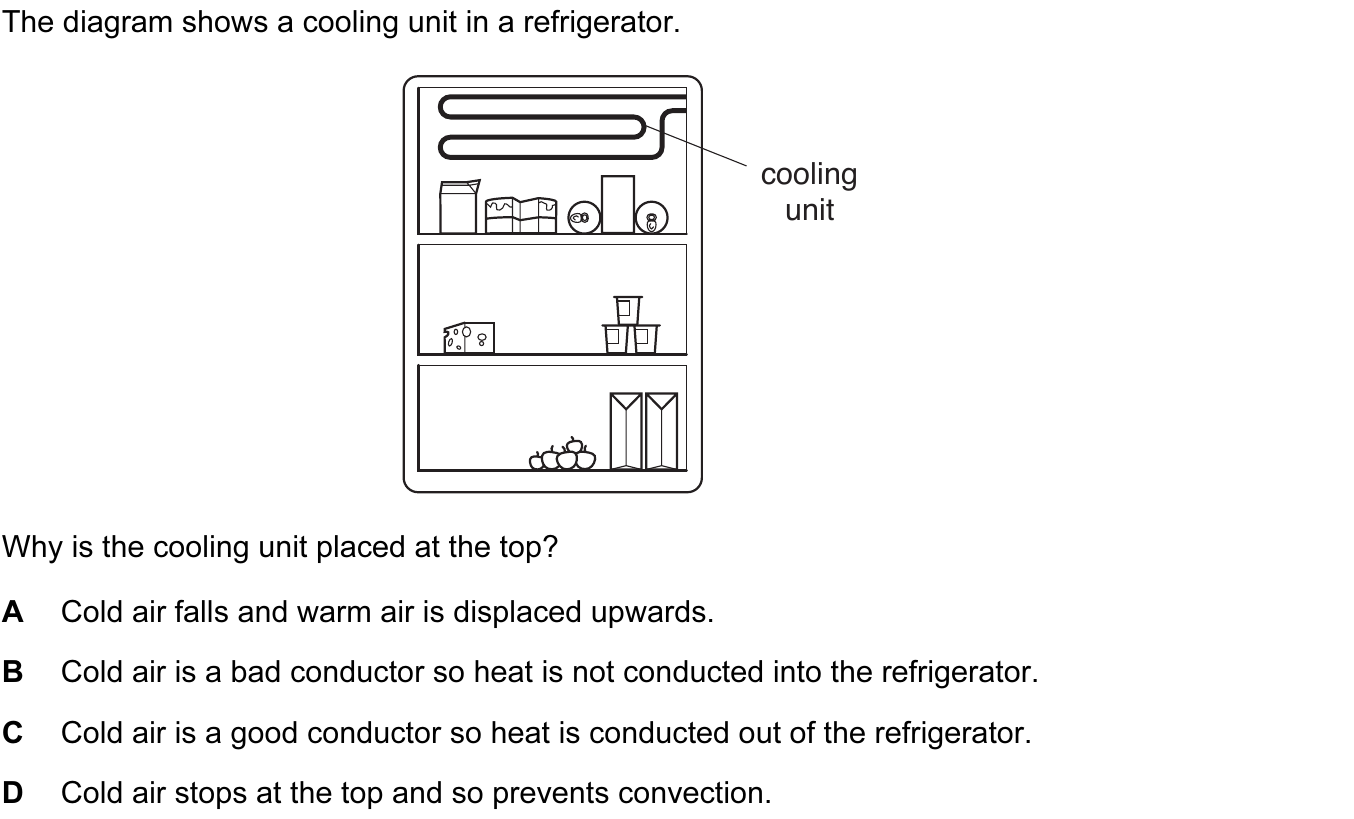 The diagram shows a cooling unit in a refrigerator.
cooling
unit
Why is the cooling unit placed at the top?
A Cold air falls and warm air is displaced upwards.
B Cold air is a bad conductor so heat is not conducted into the refrigerator.
C Cold air is a good conductor so heat is conducted out of the refrigerator.
D Cold air stops at the top and so prevents convection.